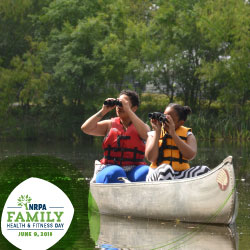 NRPA
FAMILY
HEALTH & FITNESS DAY
JUNE 9, 2018